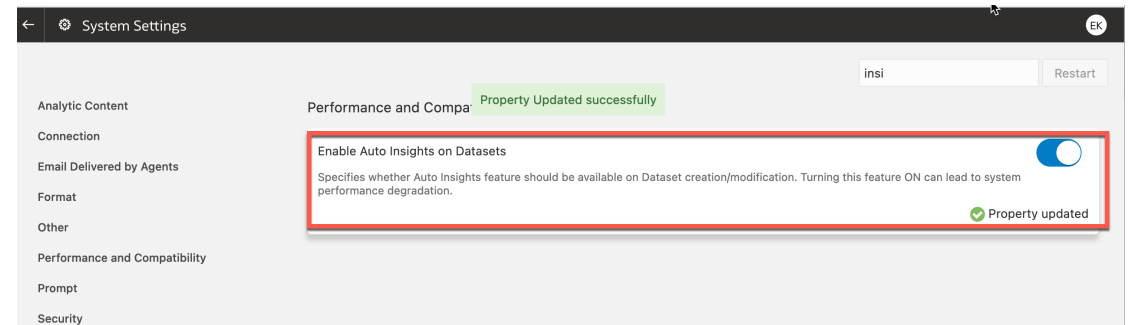 System Settings
EK
insi
Restart
Analytic Content
Performance and Compa
Property Updated successfully
Connection
Enable Auto Insights on Datasets
Email Delivered by Agents
Specifies whether Auto Insights feature should be available on Dataset creation/modification. Turning this feature ON can lead to system
performance degradation.
Format
Property updated
Other
Performance and Compatibility
Prompt
Security